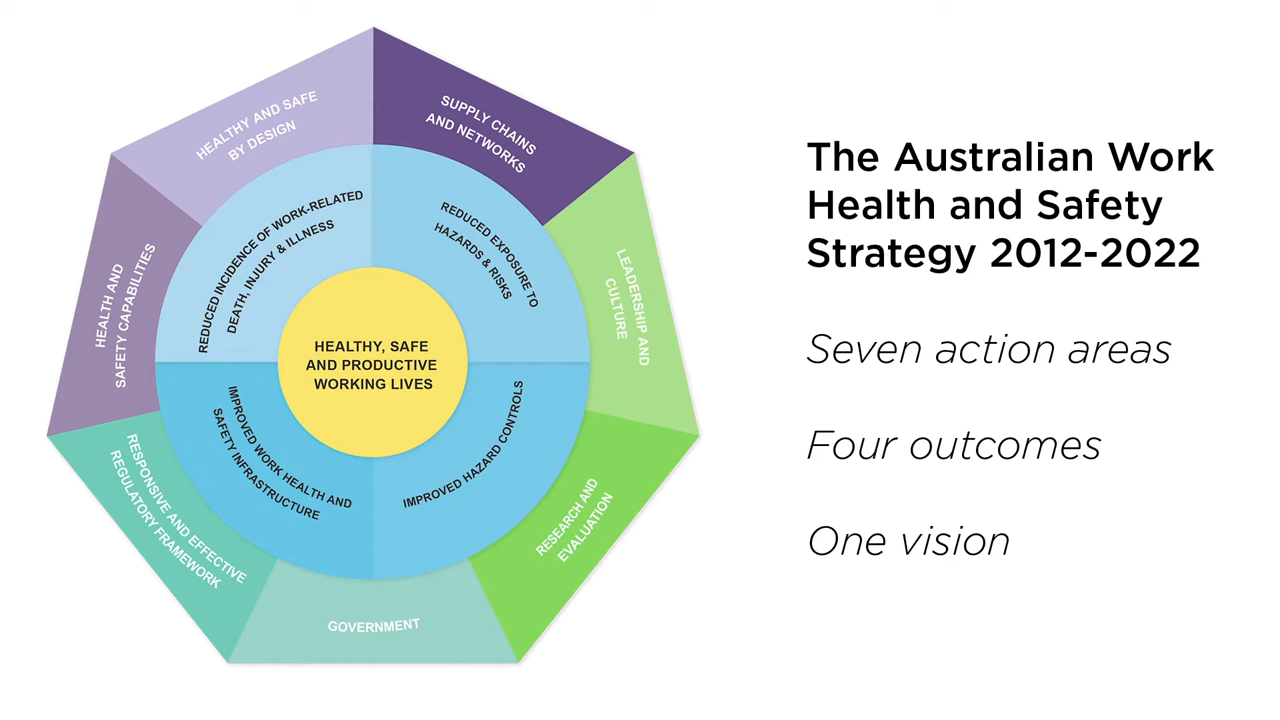 HEALTHY AND SAFE
BY DESIGN
SUPPLY CHAINS
AND NETWORKS
LEADERSHIP AND
CULTURE
RESEARCH AND
EVALUATION
GOVERNMENT
RESPONSIVE AND EFFECTIVE
REGULATORY FRAMEWORK
HEALTH AND
SAFETY CAPABILITIES
REDUCED INCIDENCE OF WORK-RELATED
DEATH, INJURY & ILLNESS
REDUCED EXPOSURE TO
HAZARDS & RISKS
IMPROVED HAZARD CONTROLS
IMPROVED WORK HEALTH AND
SAFETY INFRASTRUCTURE
HEALTHY, SAFE
AND PRODUCTIVE
WORKING LIVES
The Australian Work
Health and Safety
Strategy 2012-2022
Seven action areas
Four outcomes
One vision